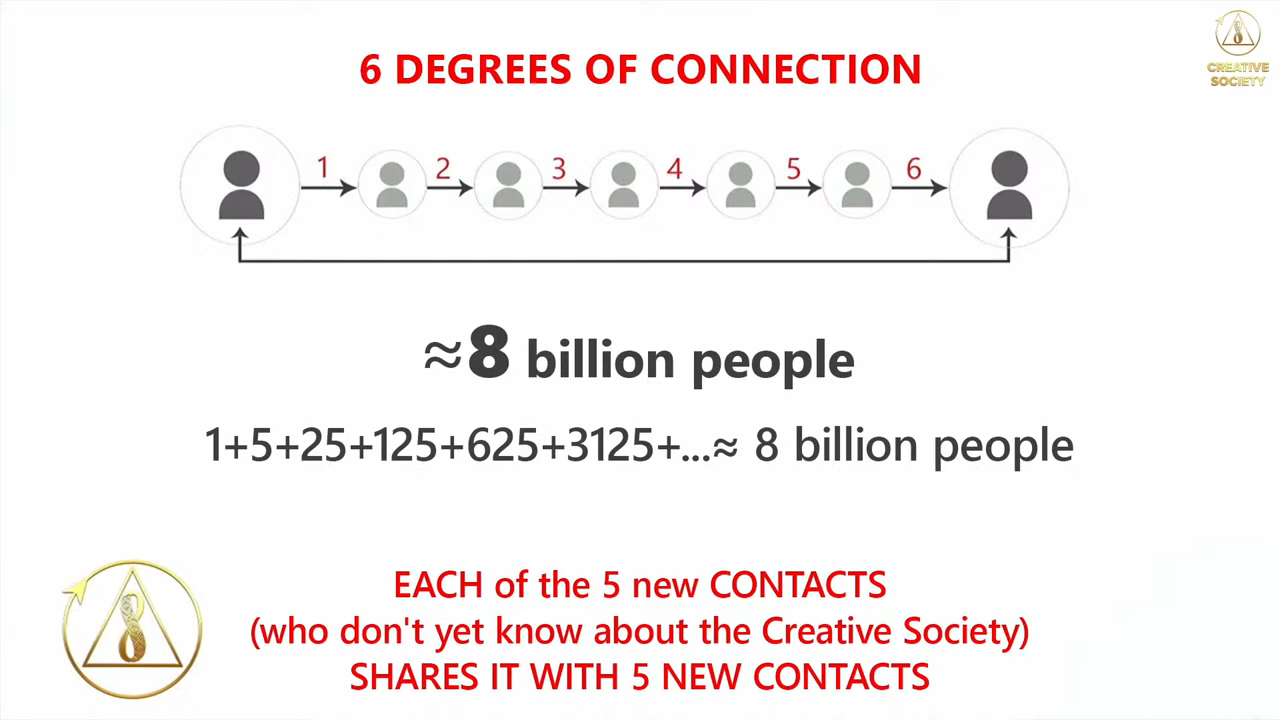 CREATIVE
SOCIETY
6 DEGREES OF CONNECTION
1 2 3 4 5 6
≈8 billion people
1+5+25+125+625+3125+...≈ 8 billion people
EACH of the 5 new CONTACTS
(who don't yet know about the Creative Society)
SHARES IT WITH 5 NEW CONTACTS